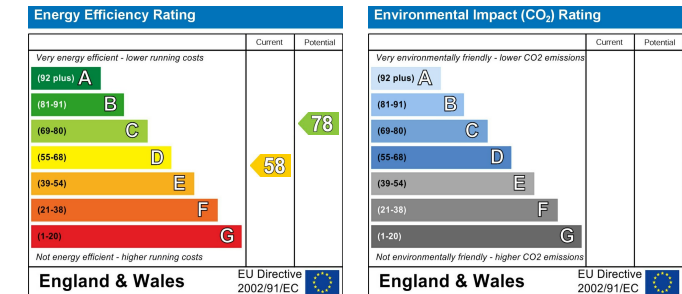 Energy Efficiency Rating
Current Potential
Very energy efficient - lower running costs
(92 plus) A
(81-91) B
(69-80) C
78
(55-68) D
58
(39-54) E
(21-38) F
(1-20) G
Not energy efficient - higher running costs
England & Wales
EU Directive
2002/91/EC
Environmental Impact (CO₂) Rating
Current Potential
Very environmentally friendly - lower CO2 emissions
(92 plus) A
(81-91) B
(69-80) C
(55-68) D
(39-54) E
(21-38) F
(1-20) G
Not environmentally friendly - higher CO2 emissions
England & Wales
EU Directive
2002/91/EC